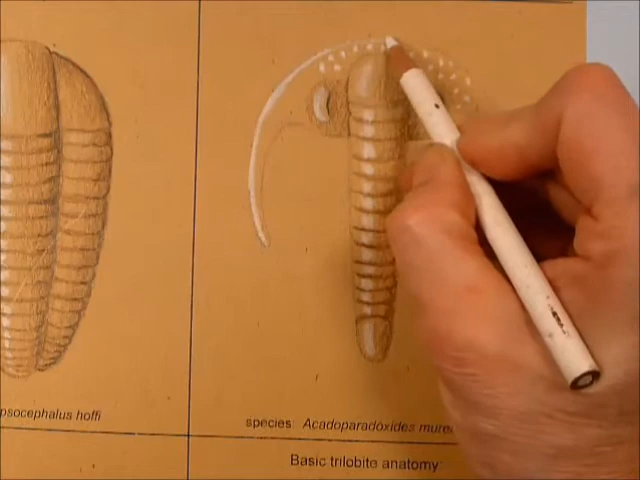 psocephalus hoffi
species: Acadoparadoxides mure
Basic trilobite anatomy